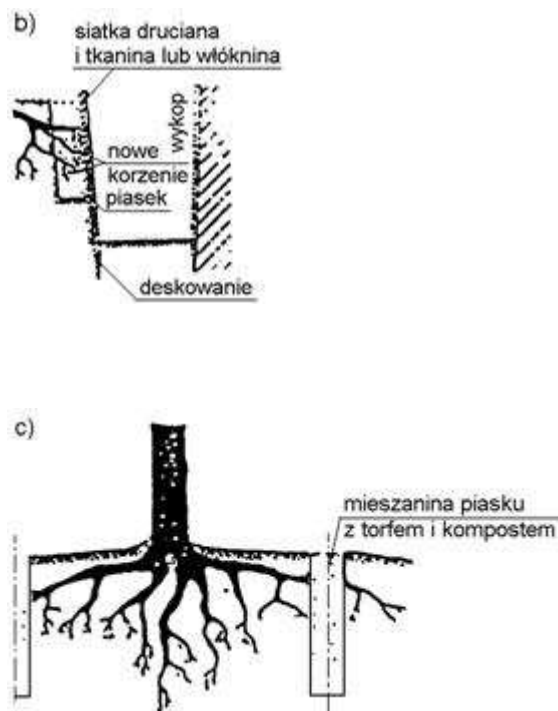 b)
siatka druciana
i tkanina lub włóknina
wykop
nowe
korzenie
piasek
deskowanie
c)
mieszanina piasku
z torfem i kompostem